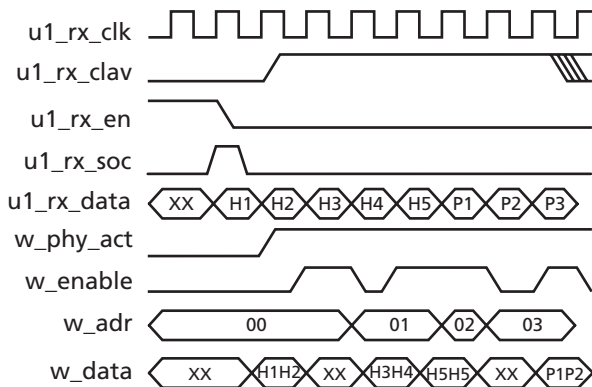 u1_rx_clk
u1_rx_clav
u1_rx_en
u1_rx_soc
u1_rx_data XX H1 H2 H3 H4 H5 P1 P2 P3
w_phy_act
w_enable
w_adr 00 01 02 03
w_data XX H1H2 XX H3H4 H5H5 XX P1P2